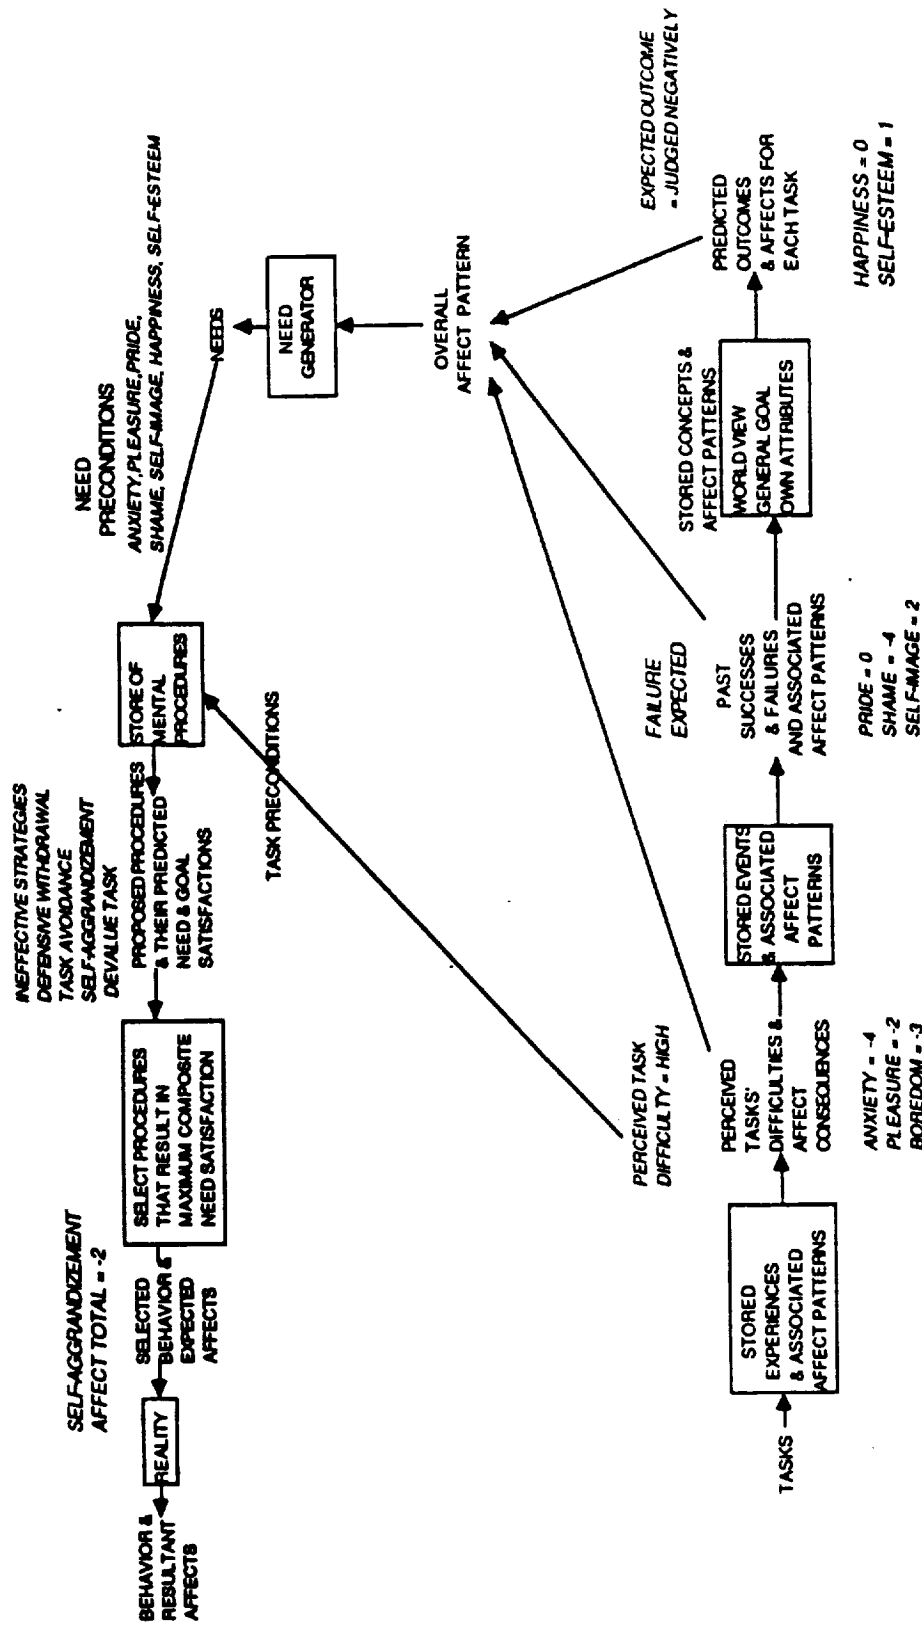 TASKS
STORED
EXPERIENCES
& ASSOCIATED
AFFECT PATTERNS
PERCEIVED TASK
DIFFICULTY = HIGH
PERCEIVED
TASKS'
DIFFICULTIES &
AFFECT
CONSEQUENCES
ANXIETY = -4
PLEASURE = -2
BOREDOM = -3
STORED EVENTS
& ASSOCIATED
AFFECT
PATTERNS
FAILURE
EXPECTED
PAST
SUCCESSES
& FAILURES
AND ASSOCIATED
AFFECT PATTERNS
PRIDE = 0
SHAME = -4
SELF-IMAGE = 2
STORED CONCEPTS &
AFFECT PATTERNS
WORLD VIEW
GENERAL GOAL
OWN ATTRIBUTES
EXPECTED OUTCOME
= JUDGED NEGATIVELY
PREDICTED
OUTCOMES
& AFFECTS FOR
EACH TASK
HAPPINESS = 0
SELF-ESTEEM = 1
OVERALL
AFFECT PATTERN
NEED
GENERATOR
NEEDS
NEED
PRECONDITIONS
ANXIETY, PLEASURE, PRIDE,
SHAME, SELF-IMAGE, HAPPINESS, SELF-ESTEEM
TASK PRECONDITIONS
STORE OF
MENTAL
PROCEDURES
INEFFECTIVE STRATEGIES
DEFENSIVE WITHDRAWAL
TASK AVOIDANCE
SELF-AGGRANDIZEMENT
DEVALUE TASK
PROPOSED PROCEDURES
& THEIR PREDICTED
NEED & GOAL
SATISFACTIONS
SELECT PROCEDURES
THAT RESULT IN
MAXIMUM COMPOSITE
NEED SATISFACTION
SELF-AGGRANDIZEMENT
AFFECT TOTAL = -2
SELECTED
BEHAVIOR &
EXPECTED
AFFECTS
REALITY
BEHAVIOR &
RESULTANT
AFFECTS